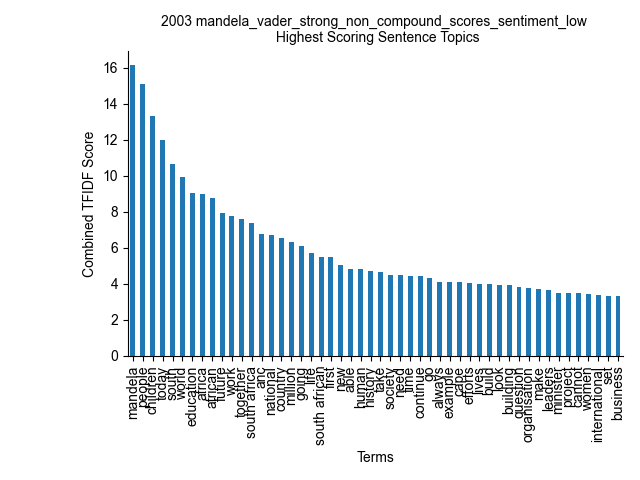 2003 mandela_vader_strong_non_compound_scores_sentiment_low
Highest Scoring Sentence Topics
Combined TFIDF Score
16
14
12
10
8
6
4
2
0
mandela
people
children
today
south
world
education
africa
african
future
work
together
south africa
anc
national
country
million
going
life
south african
first
new
able
human
history
take
society
need
time
continue
go
always
example
cape
efforts
lives
build
look
building
question
organisation
make
leaders
minister
project
cannot
women
international
set
business
Terms